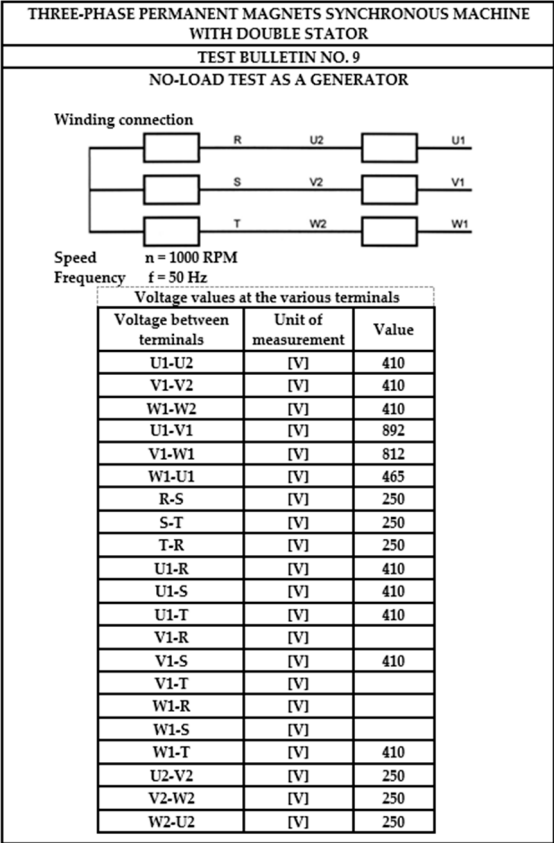 THREE-PHASE PERMANENT MAGNETS SYNCHRONOUS MACHINE
WITH DOUBLE STATOR
TEST BULLETIN NO. 9
NO-LOAD TEST AS A GENERATOR
Winding connection
R U2 U1
S V2 V1
T W2 W1
Speed n = 1000 RPM
Frequency f = 50 Hz
Voltage values at the various terminals
Voltage between terminals Unit of measurement Value
U1-U2 [V] 410
V1-V2 [V] 410
W1-W2 [V] 410
U1-V1 [V] 892
V1-W1 [V] 812
W1-U1 [V] 465
R-S [V] 250
S-T [V] 250
T-R [V] 250
U1-R [V] 410
U1-S [V] 410
U1-T [V] 410
V1-R [V]
V1-S [V] 410
V1-T [V]
W1-R [V]
W1-S [V]
W1-T [V] 410
U2-V2 [V] 250
V2-W2 [V] 250
W2-U2 [V] 250